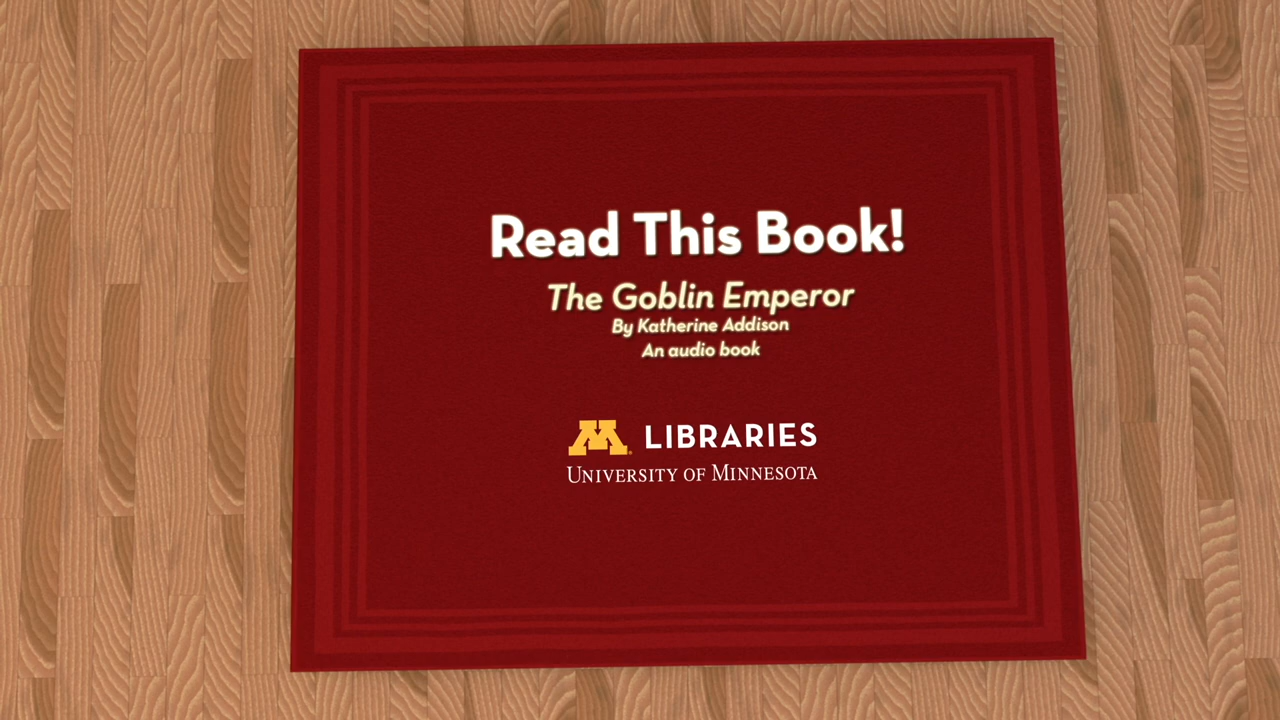 Read This Book!
The Goblin Emperor
By Katherine Addison
An audio book
M LIBRARIES
UNIVERSITY OF MINNESOTA